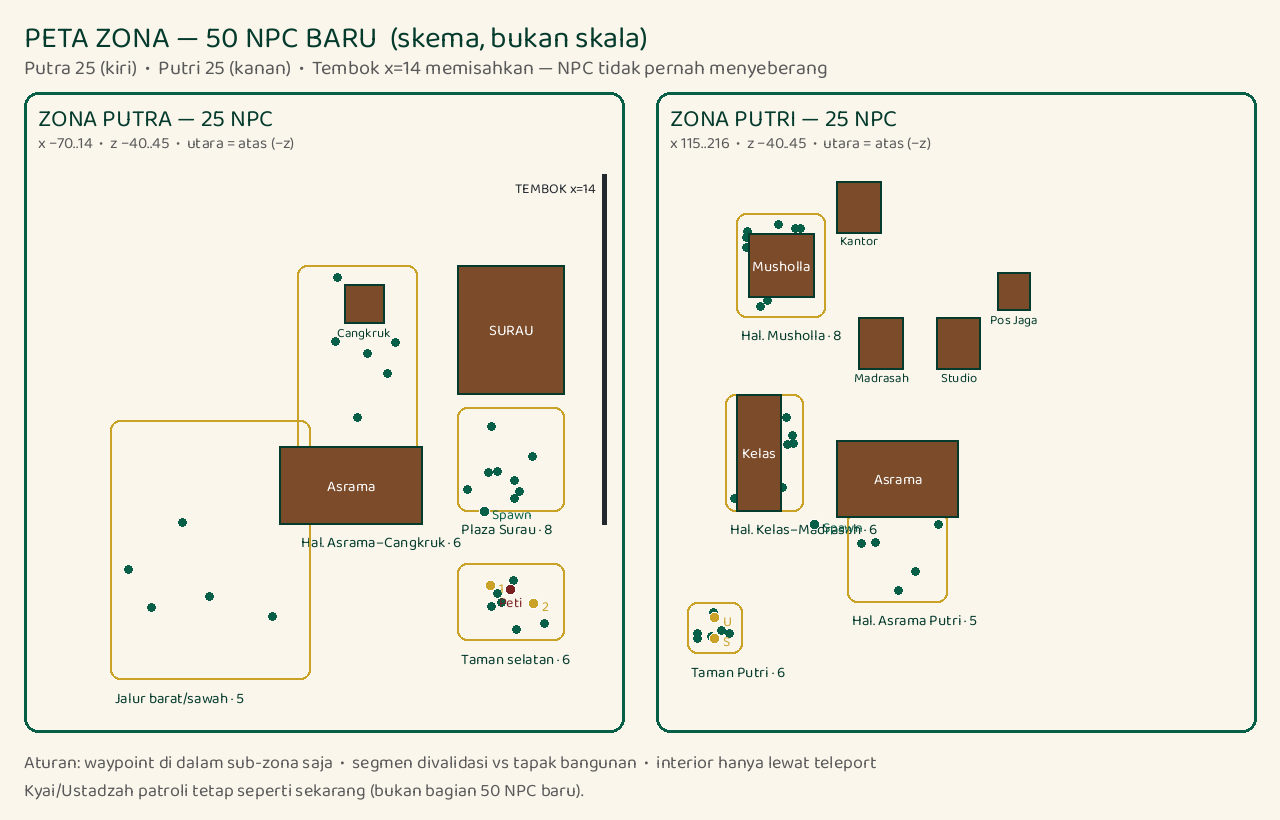 PETA ZONA — 50 NPC BARU (skema, bukan skala)
Putra 25 (kiri) • Putri 25 (kanan) • Tembok x=14 memisahkan — NPC tidak pernah menyeberang
ZONA PUTRA — 25 NPC
x −70..14 • z −40..45 • utara = atas (−z)
TEMBOK x=14
Cangkruk
SURAU
Asrama
Spawn
Plaza Surau · 8
Hal. Asrama–Cangkruk · 6
1
Peti
2
Taman selatan · 6
Jalur barat/sawah · 5
ZONA PUTRI — 25 NPC
x 115..216 • z −40..45 • utara = atas (−z)
Kantor
Musholla
Pos Jaga
Hal. Musholla · 8
Madrasah
Studio
Kelas
Asrama
Spawn
Hal. Kelas–Madrasah · 6
Hal. Asrama Putri · 5
U
S
Taman Putri · 6
Aturan: waypoint di dalam sub-zona saja • segmen divalidasi vs tapak bangunan • interior hanya lewat teleport
Kyai/Ustadzah patroli tetap seperti sekarang (bukan bagian 50 NPC baru).